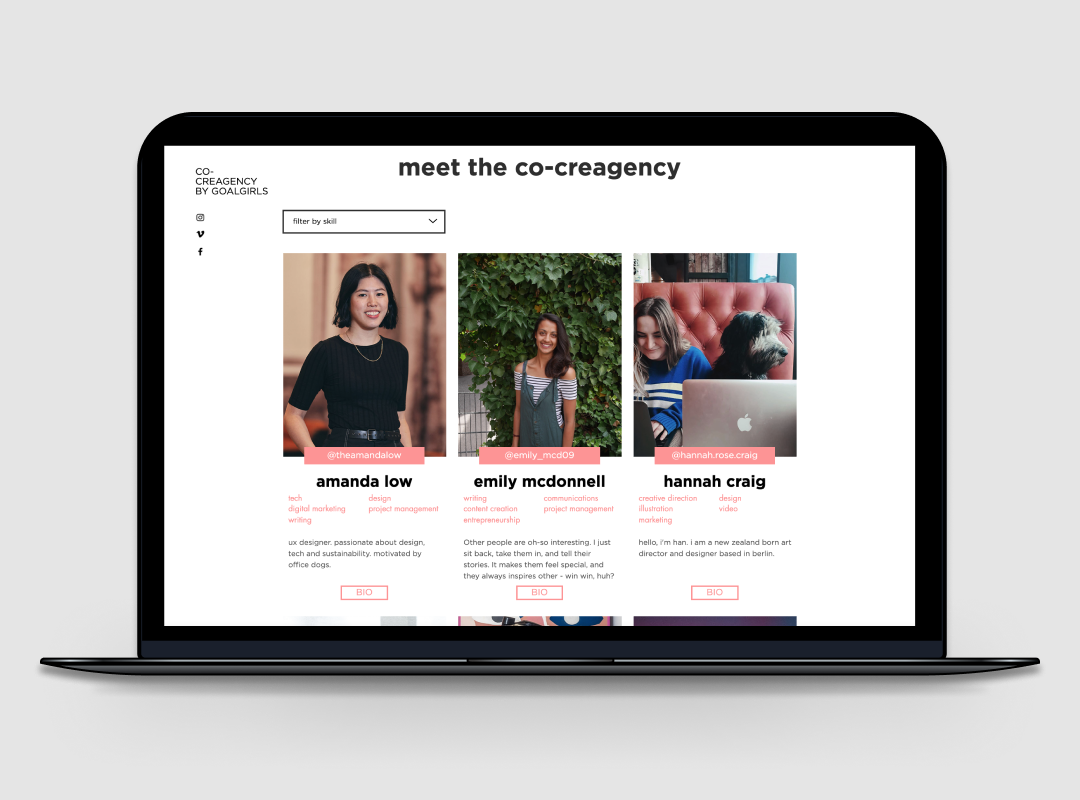 meet the co-creagency
CO-
CREAGENCY
BY GOALGIRLS
filter by skill
@theamandalow
amanda low
tech
digital marketing
writing
design
project management
ux designer. passionate about design,
tech and sustainability. motivated by
office dogs.
BIO
@emily_mcd09
emily mcdonnell
writing
content creation
entrepreneurship
communications
project management
Other people are oh-so interesting. I just
sit back, take them in, and tell their
stories. It makes them feel special, and
they always inspires other - win win, huh?
BIO
@hannah.rose.craig
hannah craig
creative direction
illustration
marketing
design
video
hello, i'm han. i am a new zealand born art
director and designer based in berlin.
BIO